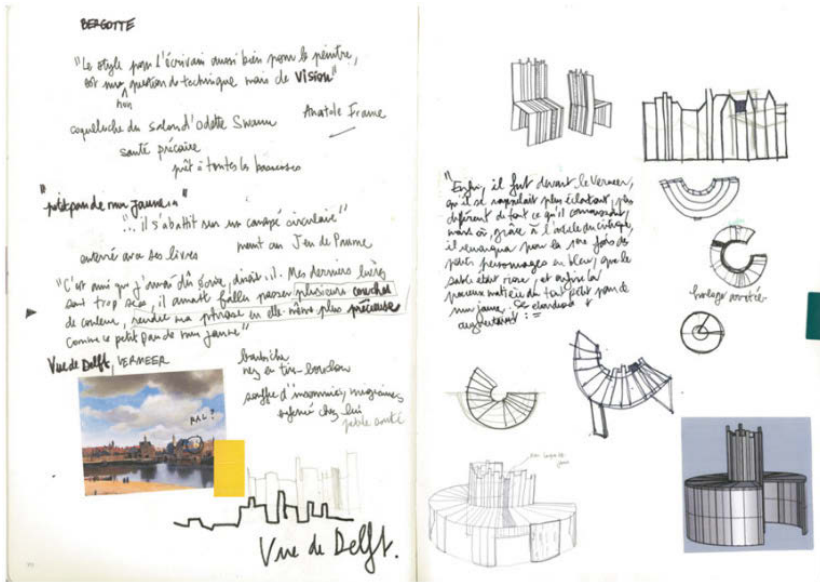 BERGOTTE
"Le style pour l'écrivain aussi bien pour le peintre,
est une question de technique mais de vision"
non
Anatole France
coqueluche du salon d'Odette Swann
santé précaire
prêt à toutes les bassesses
"petit pan de mur jaune"
"... il s'abattit sur un canapé circulaire"
meurt au Jeu de Paume
enterré avec ses livres
"C'est ainsi que j'aurais dû écrire, disait-il. Mes derniers livres
sont trop secs, il aurait fallu passer plusieurs couches
de couleur, rendre ma phrase en elle-même plus précieuse
comme ce petit pan de mur jaune"
Vue de Delft, VERMEER
barbiche
nez en tire-bouchon
souffre d'insomnies, migraines
enfermé chez lui
RAL?
Vue de Delft.
"Enfin, il fut devant le Vermeer,
qu'il se rappelait plus éclatant, plus
différent de tout ce qu'il connaissait,
mais où, grâce à l'article du critique,
il remarqua pour la 1ère fois des
petits personnages en bleu, que le
sable était rose, et enfin la
précieuse matière du tout petit pan de
mur jaune. Ses étourdissements
augmentaient :
horloge arrêtée